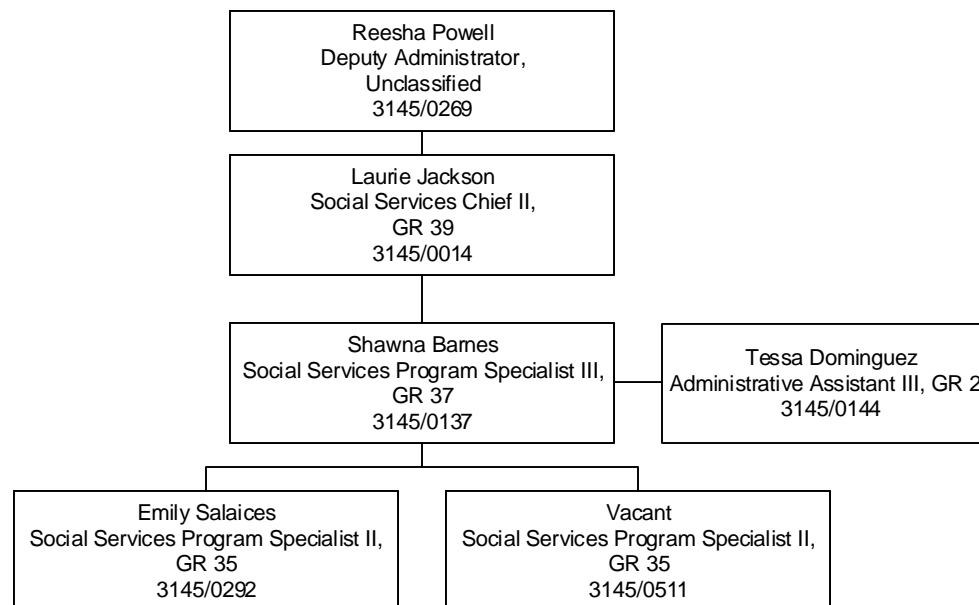 Reesha Powell
Deputy Administrator,
Unclassified
3145/0269
Laurie Jackson
Social Services Chief II,
GR 39
3145/0014
Shawna Barnes
Social Services Program Specialist III,
GR 37
3145/0137
Tessa Dominguez
Administrative Assistant III, GR 2
3145/0144
Emily Salaices
Social Services Program Specialist II,
GR 35
3145/0292
Vacant
Social Services Program Specialist II,
GR 35
3145/0511